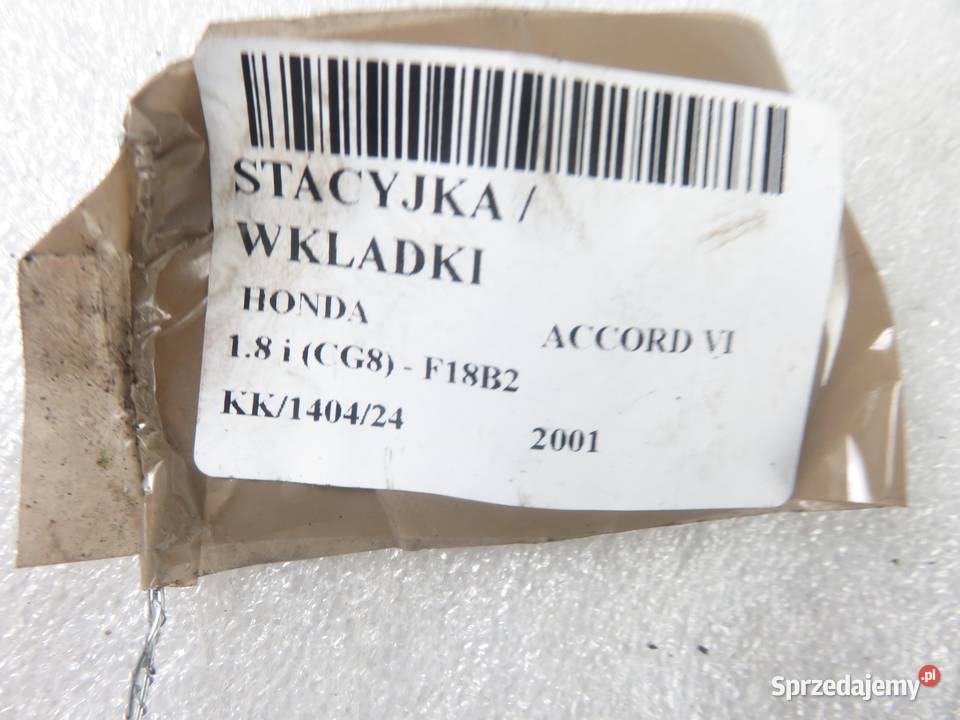 STACYJKA /
WKLADKI
HONDA ACCORD VI
1.8 i (CG8) - F18B2
KK/1404/24 2001
Sprzedajemy.pl